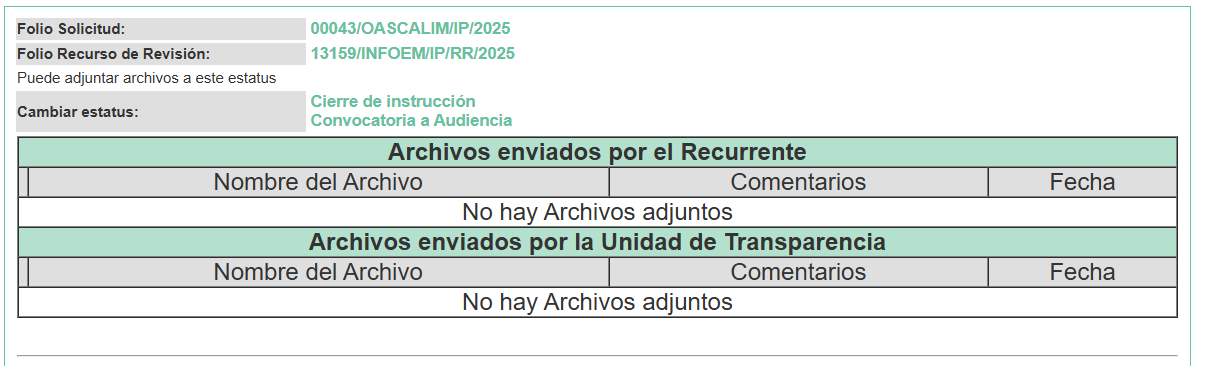 Folio Solicitud: 00043/OASCALIM/IP/2025
Folio Recurso de Revisión: 13159/INFOEM/IP/RR/2025
Puede adjuntar archivos a este estatus
Cambiar estatus: Cierre de instrucción
Convocatoria a Audiencia
Archivos enviados por el Recurrente
Nombre del Archivo Comentarios Fecha
No hay Archivos adjuntos
Archivos enviados por la Unidad de Transparencia
Nombre del Archivo Comentarios Fecha
No hay Archivos adjuntos